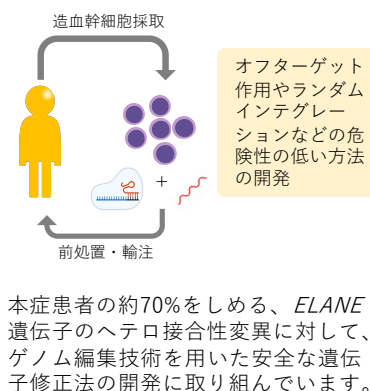 造血幹細胞採取
オフターゲット
作用やランダム
インテグレー
ションなどの危
険性の低い方法
の開発
+
前処置・輸注
本症患者の約70%をしめる、ELANE
遺伝子のヘテロ接合性変異に対して、
ゲノム編集技術を用いた安全な遺伝
子修正法の開発に取り組んでいます。